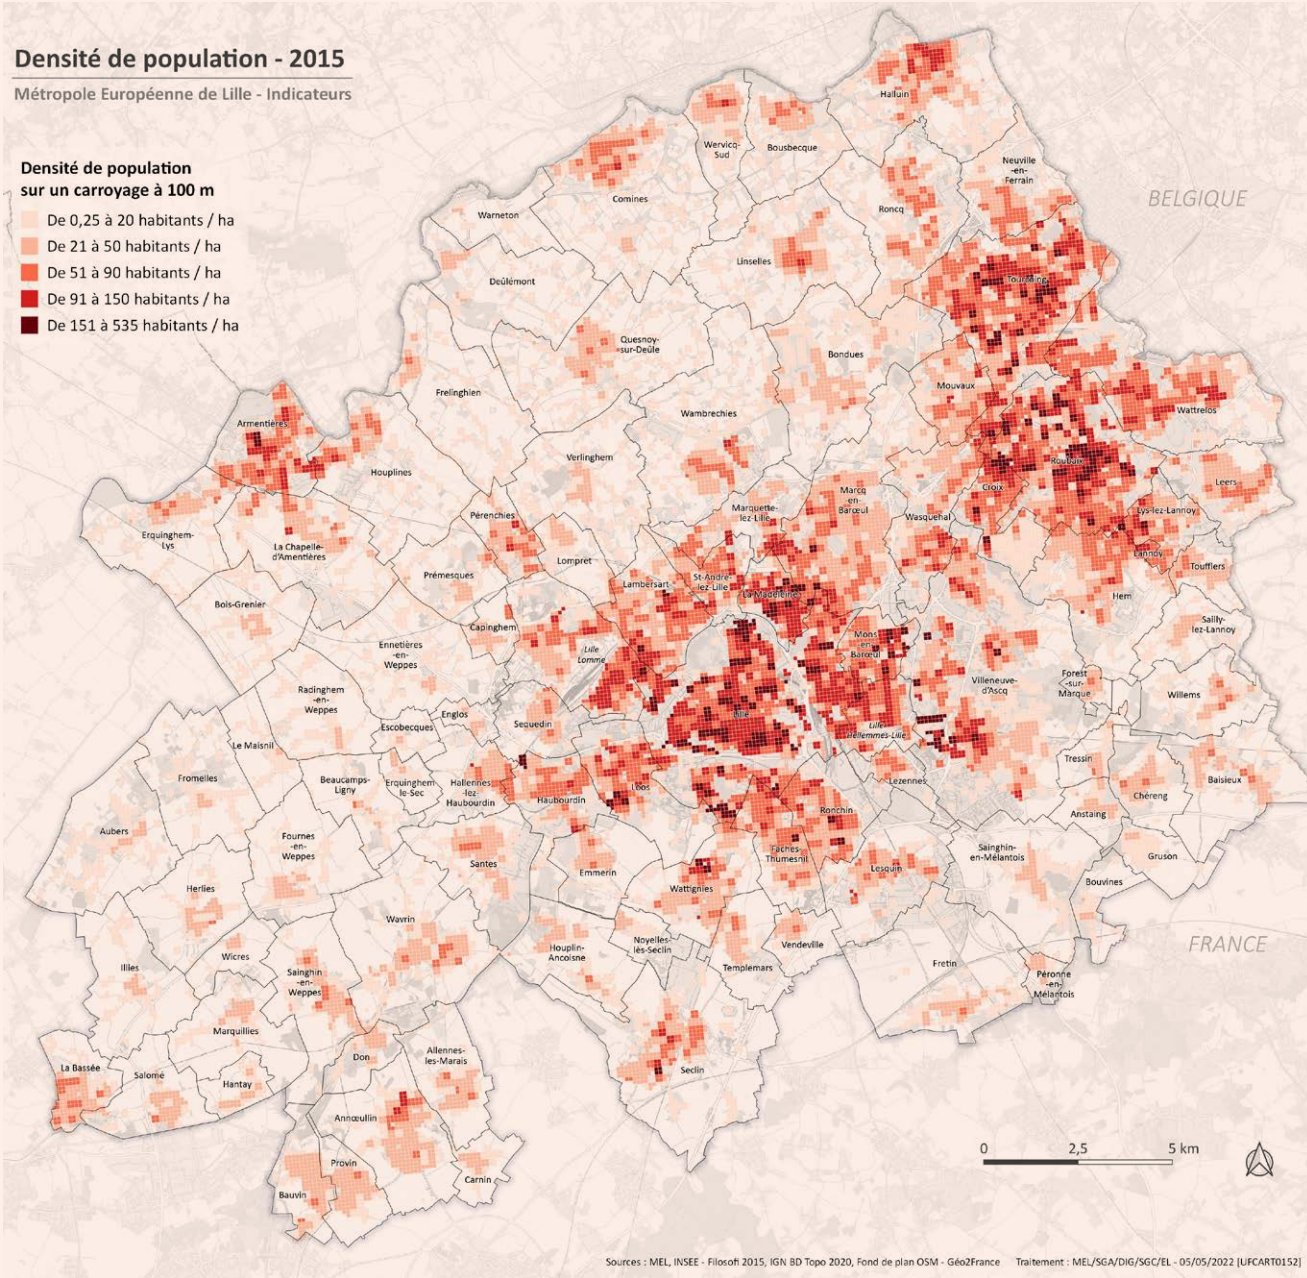 Densité de population - 2015
Métropole Européenne de Lille - Indicateurs
Densité de population
sur un carroyage à 100 m
De 0,25 à 20 habitants / ha
De 21 à 50 habitants / ha
De 51 à 90 habitants / ha
De 91 à 150 habitants / ha
De 151 à 535 habitants / ha
BELGIQUE
FRANCE
Halluin
Wervicq-
Sud
Bousbecque
Neuville
-en-
Ferrain
Comines
Roncq
Warneton
Linselles
Deûlémont
Tourcoing
Quesnoy-
sur-Deûle
Bondues
Mouvaux
Frelinghien
Wambrechies
Wattrelos
Armentières
Verlinghem
Roubaix
Houplines
Croix
Leers
Marcq
-en-
Barœul
Marquette-
lez-Lille
Wasquehal
Lys-lez-Lannoy
Pérenchies
Erquinghem-
Lys
La Chapelle-
d'Amentières
Lompret
Lannoy
Toufflers
Prémesques
Lambersart
St-André-
lez-Lille
La Madeleine
Hem
Bois-Grenier
Capinghem
Sailly-
lez-Lannoy
Mons
-en-
Barœul
Ennetières
-en-
Weppes
Lille
Lomme
Villeneuve-
d'Ascq
Forest
-sur-
Marque
Willems
Radinghem
-en-
Weppes
Englos
Escobecques
Sequedin
Lille
Lille
Hellemmes-Lille
Le Maisnil
Tressin
Fromelles
Beaucamps-
Ligny
Erquinghem-
le-Sec
Hallennes
-lez-
Haubourdin
Haubourdin
Loos
Lezennes
Baisieux
Chéreng
Ronchin
Anstaing
Aubers
Fournes
-en-
Weppes
Faches-
Thumesnil
Sainghin-
en-Mélantois
Gruson
Santes
Emmerin
Lesquin
Bouvines
Herlies
Wattignies
Wavrin
Wicres
Houplin-
Ancoisne
Noyelles-
lès-Seclin
Vendeville
Illies
Sainghin
-en-
Weppes
Templemars
Fretin
Péronne
-en-
Mélantois
Marquillies
Don
Allennes-
les-Marais
La Bassée
Salomé
Hantay
Seclin
Annœullin
Provin
Carnin
Bauvin
0 2,5 5 km
Sources : MEL, INSEE - Filosofi 2015, IGN BD Topo 2020, Fond de plan OSM - Géo2France Traitement : MEL/SGA/DIG/SGC/EL - 05/05/2022 [UFCART0152]